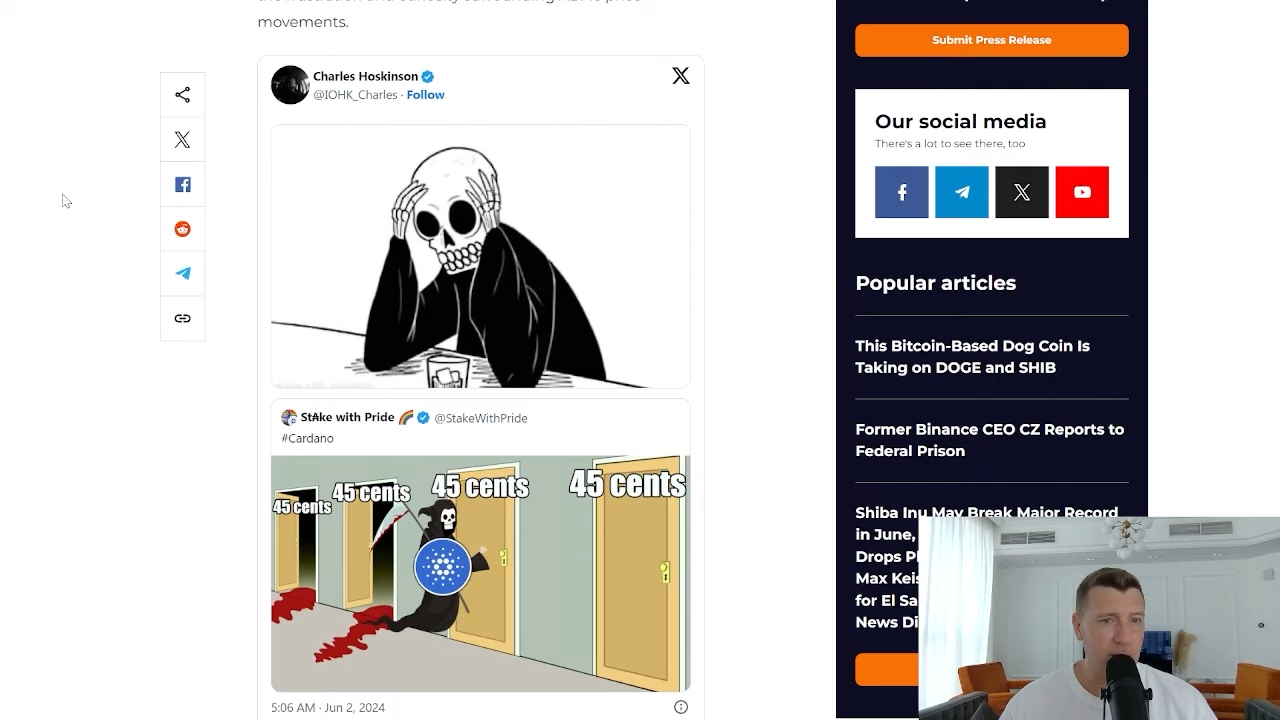 movements.
Charles Hoskinson
@IOHK_Charles · Follow
StAke with Pride @StakeWithPride
#Cardano
45 cents
45 cents
45 cents
45 cents
5:06 AM · Jun 2, 2024
Submit Press Release
Our social media
There's a lot to see there, too
Popular articles
This Bitcoin-Based Dog Coin Is
Taking on DOGE and SHIB
Former Binance CEO CZ Reports to
Federal Prison
Shiba Inu May Break Major Record
in June,
Drops
Max
for El
News